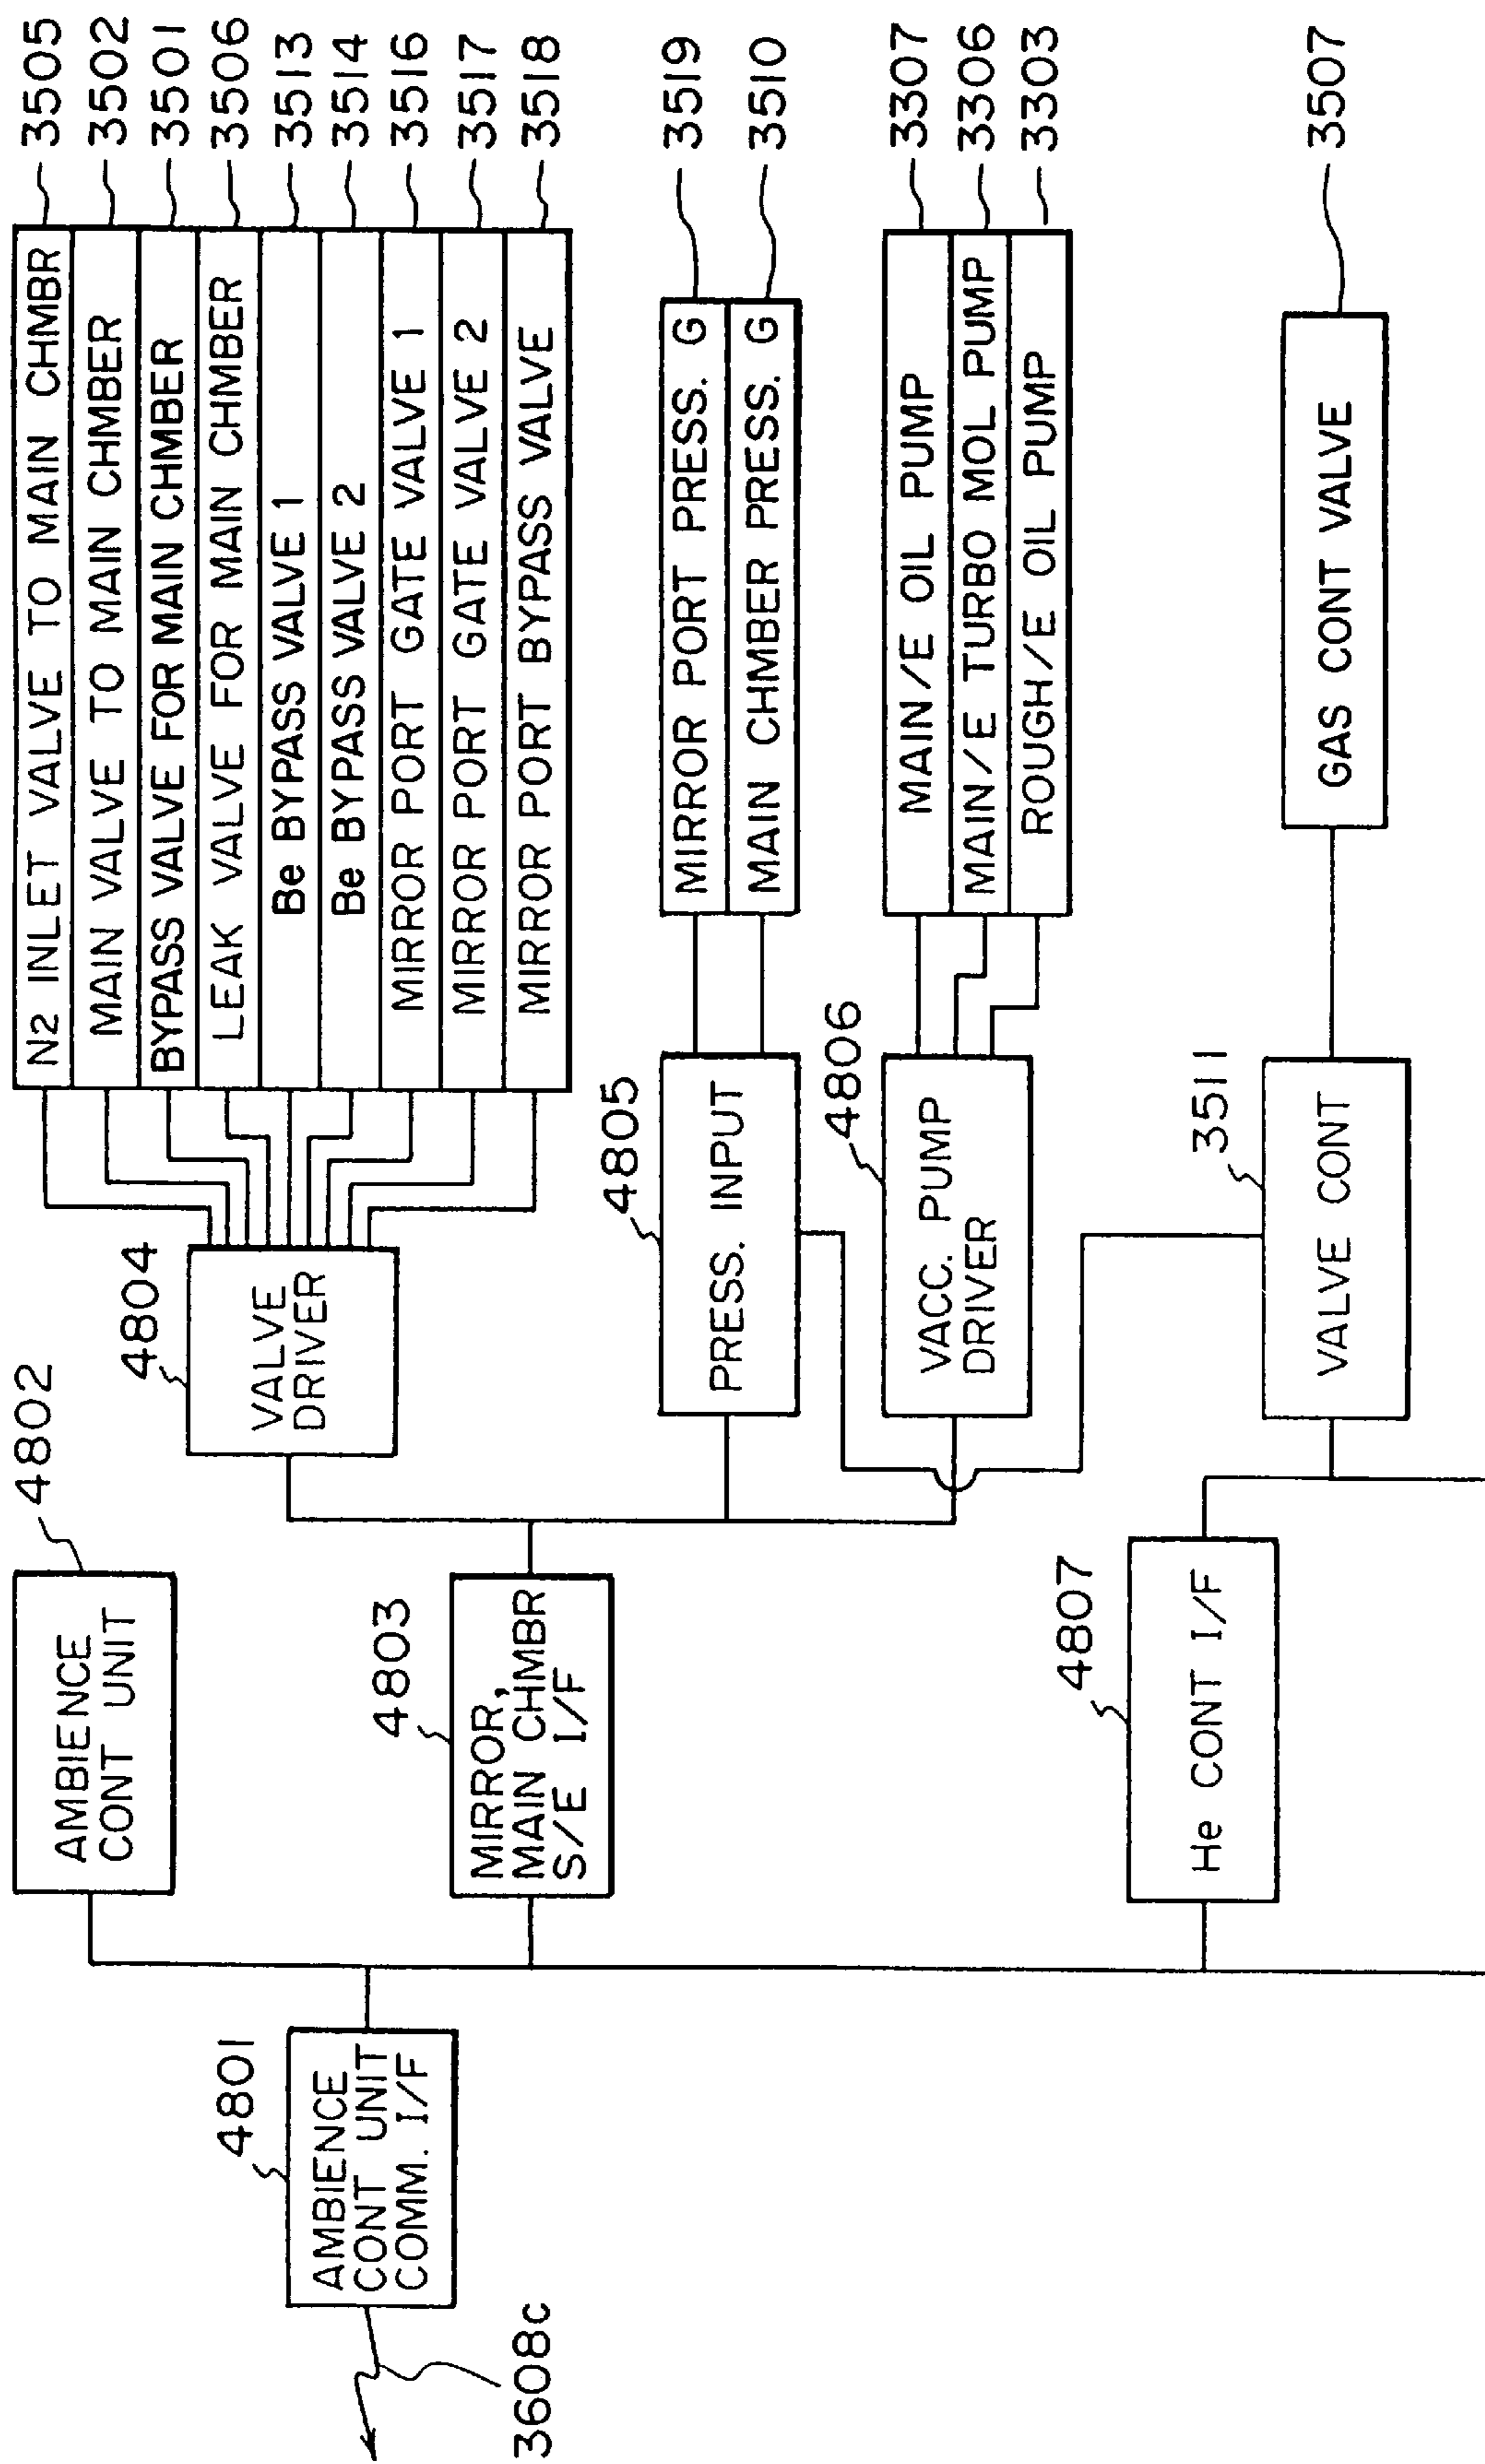 3608c
4801
AMBIENCE
CONT UNIT
COMM. I/F
4802
AMBIENCE
CONT UNIT
4803
MIRROR,
MAIN CHMBR
S/E I/F
4804
VALVE
DRIVER
N2 INLET VALVE TO MAIN CHMBR 3505
MAIN VALVE TO MAIN CHMBER 3502
BYPASS VALVE FOR MAIN CHMBER 3501
LEAK VALVE FOR MAIN CHMBER 3506
Be BYPASS VALVE 1 3513
Be BYPASS VALVE 2 3514
MIRROR PORT GATE VALVE 1 3516
MIRROR PORT GATE VALVE 2 3517
MIRROR PORT BYPASS VALVE 3518
4805
PRESS. INPUT
MIRROR PORT PRESS. G 3519
MAIN CHMBER PRESS. G 3510
4806
VACC. PUMP
DRIVER
MAIN/E OIL PUMP 3307
MAIN/E TURBO MOL PUMP 3306
ROUGH/E OIL PUMP 3303
4807
He CONT I/F
3511
VALVE CONT
GAS CONT VALVE 3507